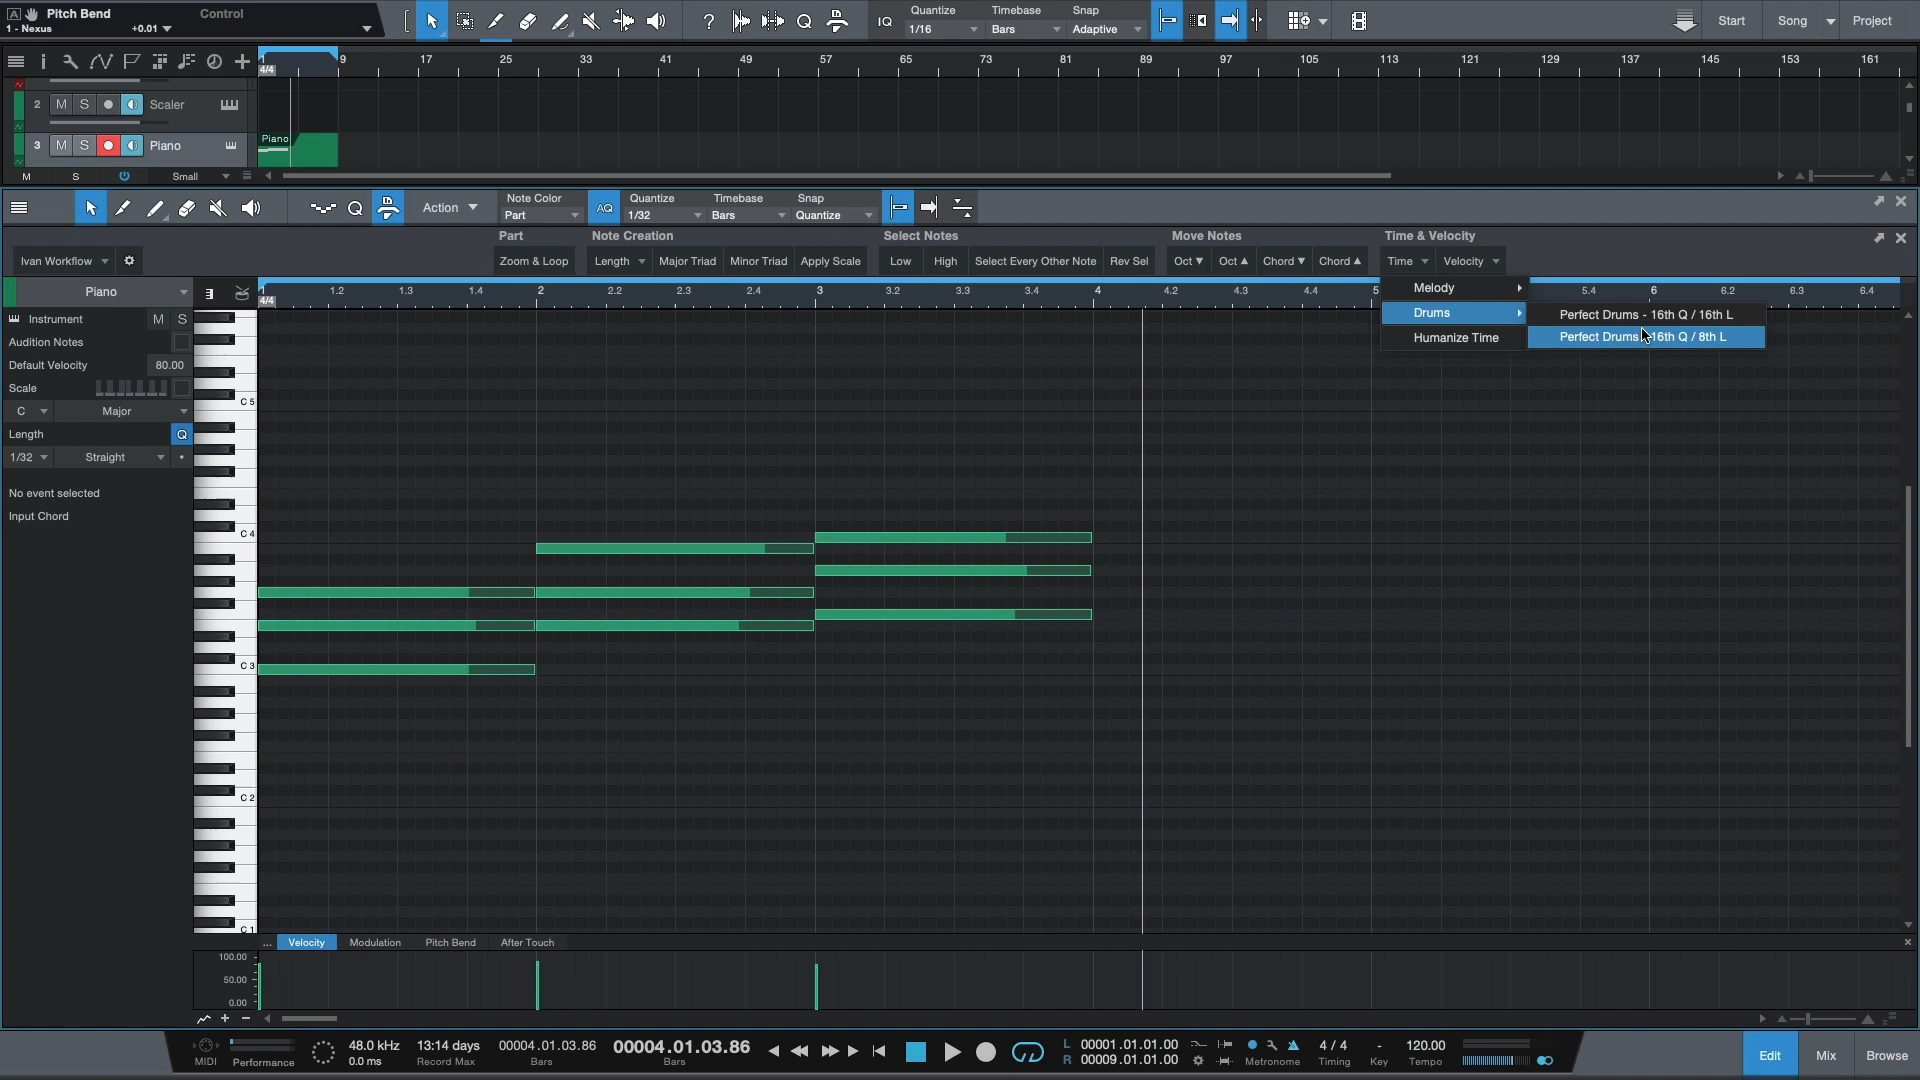 Pitch Bend Control
1 - Nexus +0.01
IQ Quantize Timebase Snap
1/16 Bars Adaptive
Start Song Project
9 17 25 33 41 49 57 65 73 81 89 97 105 113 121 129 137 145 153 161
4/4
2 M S Scaler
3 M S Piano
Piano
M S Small
Action Note Color AQ Quantize Timebase Snap
Part 1/32 Bars Quantize
Part Note Creation Select Notes Move Notes Time & Velocity
Ivan Workflow Zoom & Loop Length Major Triad Minor Triad Apply Scale Low High Select Every Other Note Rev Sel Oct ▼ Oct ▲ Chord ▼ Chord ▲ Time Velocity
Piano
1 1.2 1.3 1.4 2 2.2 2.3 2.4 3 3.2 3.3 3.4 4 4.2 4.3 4.4 5 5.4 6 6.2 6.3 6.4
4/4
Melody
Drums
Humanize Time
Perfect Drums - 16th Q / 16th L
Perfect Drums 16th Q / 8th L
Instrument M S
Audition Notes
Default Velocity 80.00
Scale
C Major
Length Q
1/32 Straight
No event selected
Input Chord
C 5
C 4
C 3
C 2
C 1
... Velocity Modulation Pitch Bend After Touch
100.00
50.00
0.00
MIDI Performance
48.0 kHz
0.0 ms
13:14 days
Record Max
00004.01.03.86
Bars
00004.01.03.86
Bars
L 00001.01.01.00
R 00009.01.01.00
Metronome
4 / 4
Timing
-
Key
120.00
Tempo
Edit Mix Browse